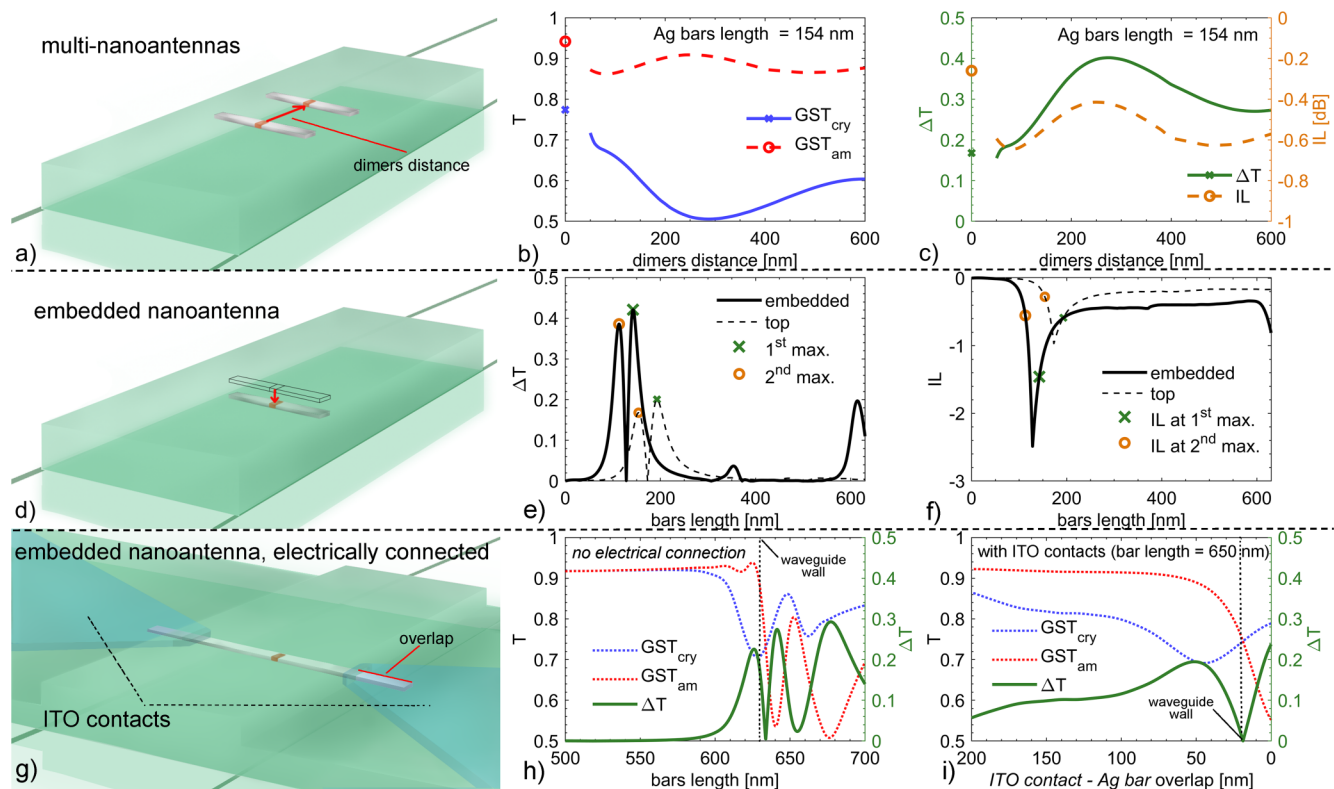 multi-nanoantennas
dimers distance
a)
T
Ag bars length = 154 nm
1
0.9
0.8
0.7
0.6
0.5
T
GST_cry
GST_am
0 200 400 600
dimers distance [nm]
b)
Ag bars length = 154 nm
0.5
0.4
0.3
0.2
0.1
0
ΔT
0
-0.2
-0.4
-0.6
-0.8
-1
IL [dB]
ΔT
IL
0 200 400 600
dimers distance [nm]
c)
embedded nanoantenna
d)
0.5
0.4
0.3
0.2
0.1
0
ΔT
embedded
top
1st max.
2nd max.
0 200 400 600
bars length [nm]
e)
0
-1
-2
-3
IL
embedded
top
IL at 1st max.
IL at 2nd max.
0 200 400 600
bars length [nm]
f)
embedded nanoantenna, electrically connected
overlap
ITO contacts
g)
no electrical connection
waveguide
wall
1
0.9
0.8
0.7
0.6
0.5
T
GST_cry
GST_am
ΔT
0.5
0.4
0.3
0.2
0.1
0
ΔT
500 550 600 650 700
bars length [nm]
h)
with ITO contacts (bar length = 650 nm)
1
0.9
0.8
0.7
0.6
0.5
T
GST_cry
GST_am
ΔT
waveguide
wall
0.5
0.4
0.3
0.2
0.1
0
ΔT
200 150 100 50 0
ITO contact - Ag bar overlap [nm]
i)